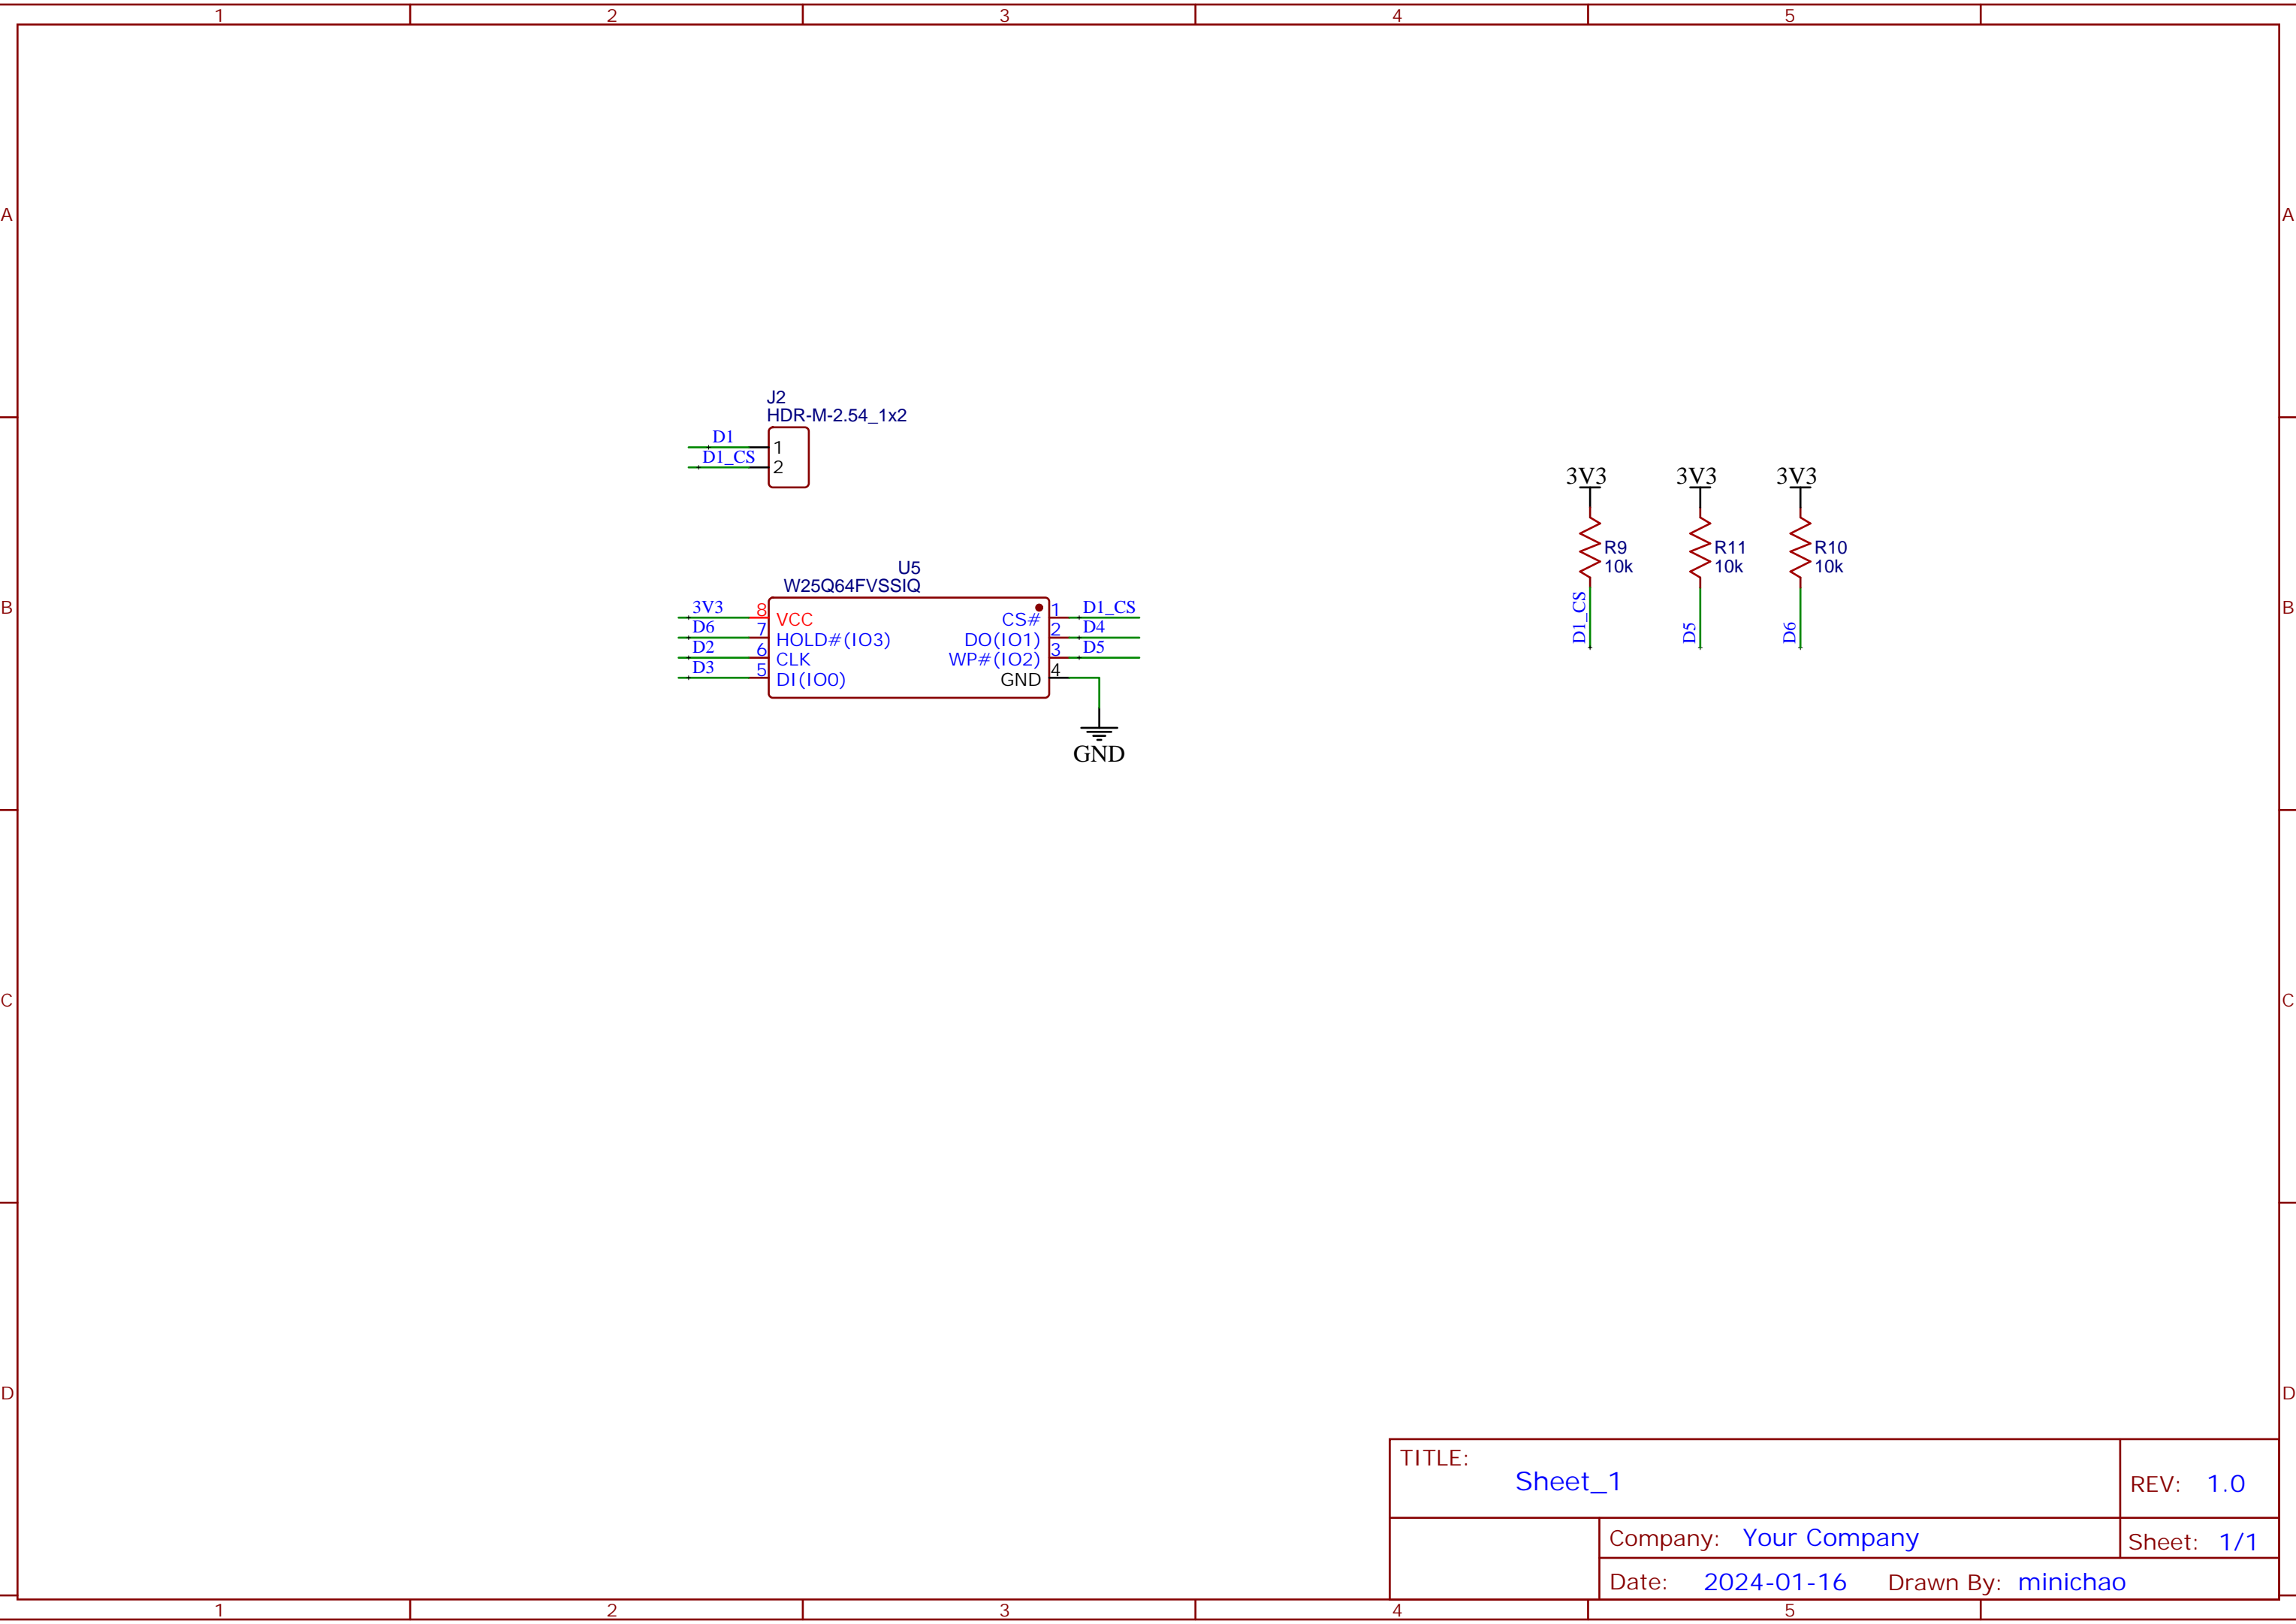 1 2 3 4 5
A A
J2
HDR-M-2.54_1x2
D1 1
D1_CS 2
3V3 3V3 3V3
R9 R11 R10
10k 10k 10k
D1_CS D5 D6
U5
W25Q64FVSSIQ
B B
3V3 8 VCC CS# 1 D1_CS
D6 7 HOLD#(IO3) DO(IO1) 2 D4
D2 6 CLK WP#(IO2) 3 D5
D3 5 DI(IO0) GND 4
GND
C C
D D
TITLE:
Sheet_1
REV: 1.0
Company: Your Company
Sheet: 1/1
Date: 2024-01-16 Drawn By: minichao
1 2 3 4 5